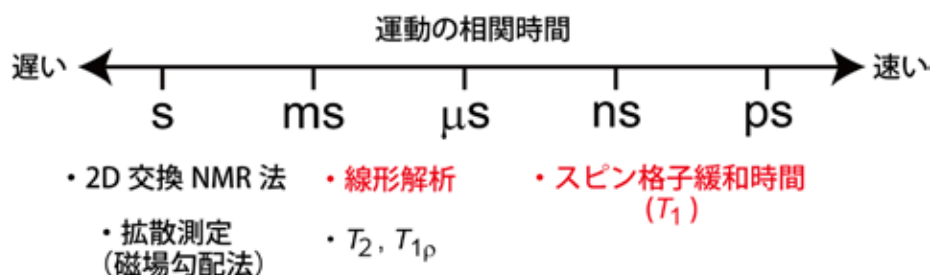 運動の相関時間
遅い 速い
s ms μs ns ps
・2D 交換 NMR 法 ・線形解析 ・スピン格子緩和時間
(T₁)
・拡散測定 ・T₂, T₁ρ
(磁場勾配法)